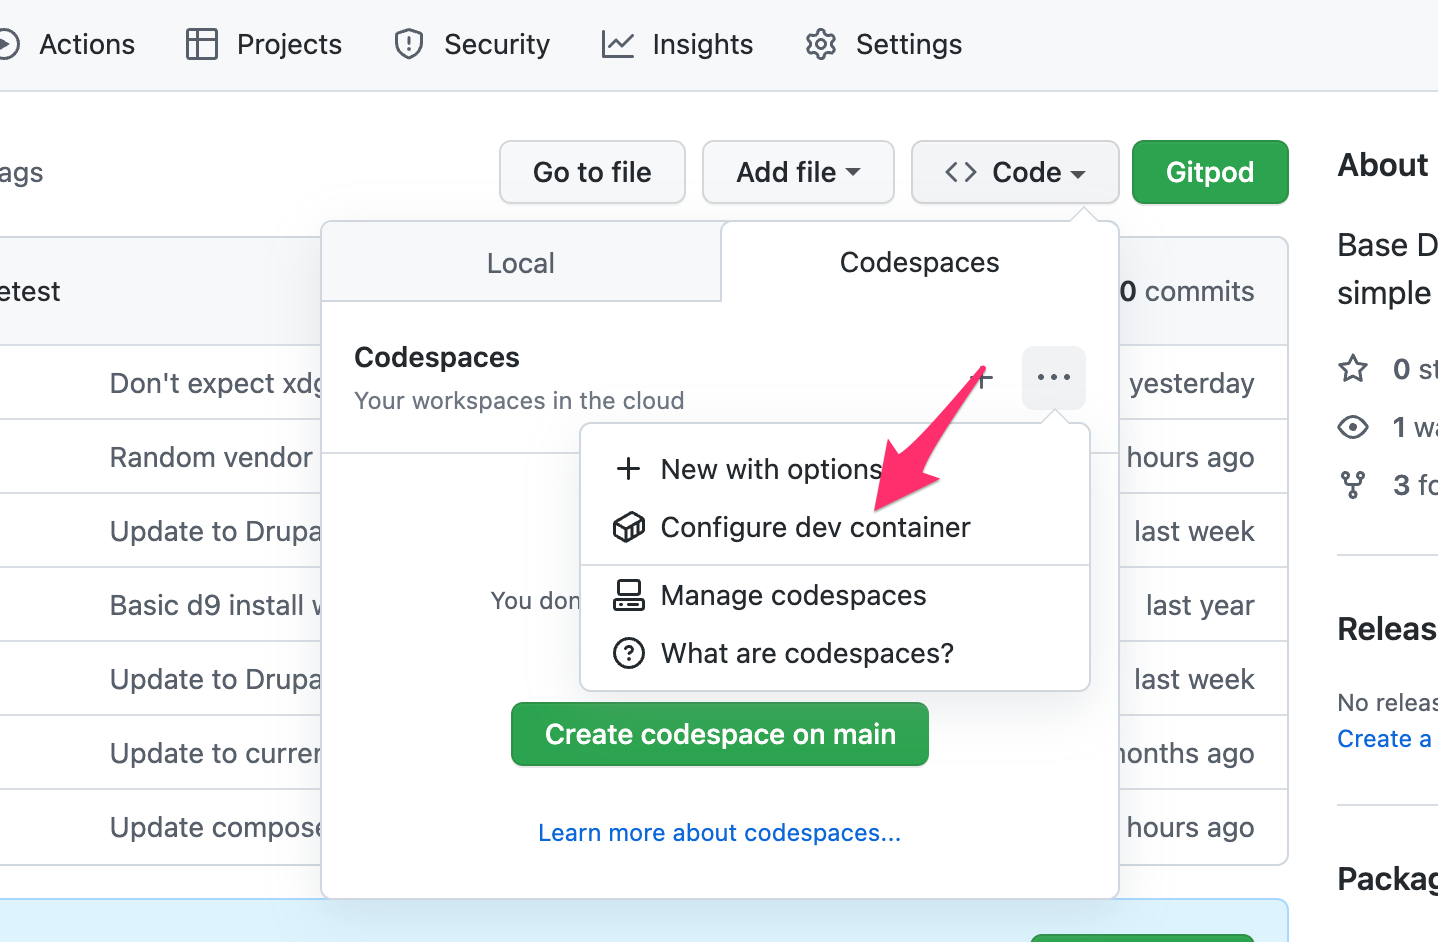 Actions Projects Security Insights Settings
ags
Go to file Add file Code Gitpod
About
Local Codespaces
Base D
simple
etest
0 commits
Codespaces
Your workspaces in the cloud
0 st
1 wa
3 fo
Don't expect xdg
yesterday
Random vendor
hours ago
Update to Drupa
last week
Basic d9 install w
last year
Update to Drupa
last week
Update to curren
months ago
Update compose
hours ago
New with options
Configure dev container
Manage codespaces
What are codespaces?
You don
Create codespace on main
Learn more about codespaces...
Releas
No releas
Create a
Packag